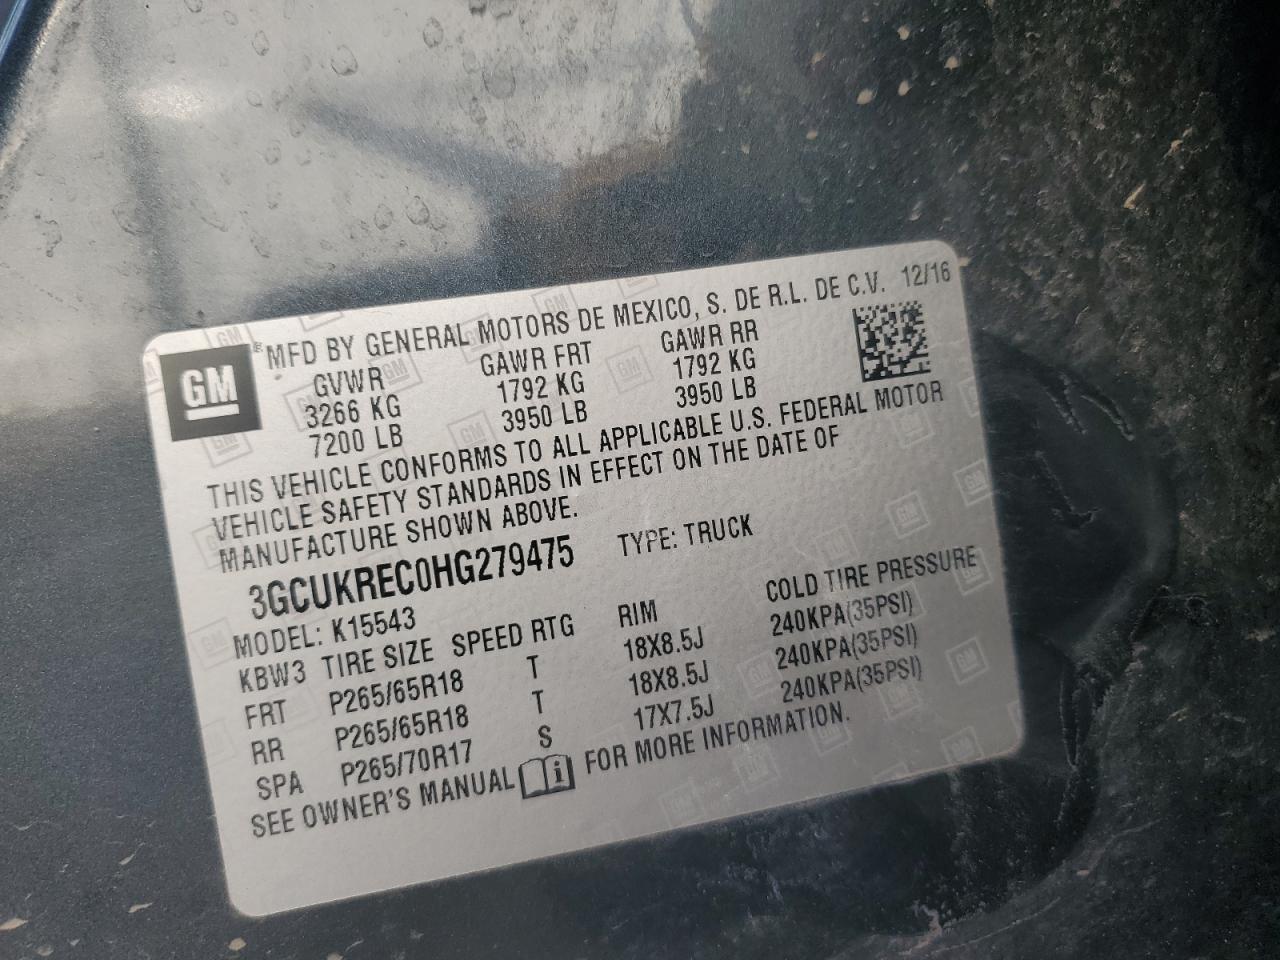 GM
® MFD BY GENERAL MOTORS DE MEXICO, S. DE R.L. DE C.V. 12/16
GVWR GAWR FRT GAWR RR
3266 KG 1792 KG 1792 KG
7200 LB 3950 LB 3950 LB
THIS VEHICLE CONFORMS TO ALL APPLICABLE U.S. FEDERAL MOTOR
VEHICLE SAFETY STANDARDS IN EFFECT ON THE DATE OF
MANUFACTURE SHOWN ABOVE.
3GCUKREC0HG279475 TYPE: TRUCK
MODEL: K15543
KBW3 TIRE SIZE SPEED RTG RIM COLD TIRE PRESSURE
FRT P265/65R18 T 18X8.5J 240KPA(35PSI)
RR P265/65R18 T 18X8.5J 240KPA(35PSI)
SPA P265/70R17 S 17X7.5J 240KPA(35PSI)
SEE OWNER'S MANUAL i FOR MORE INFORMATION.